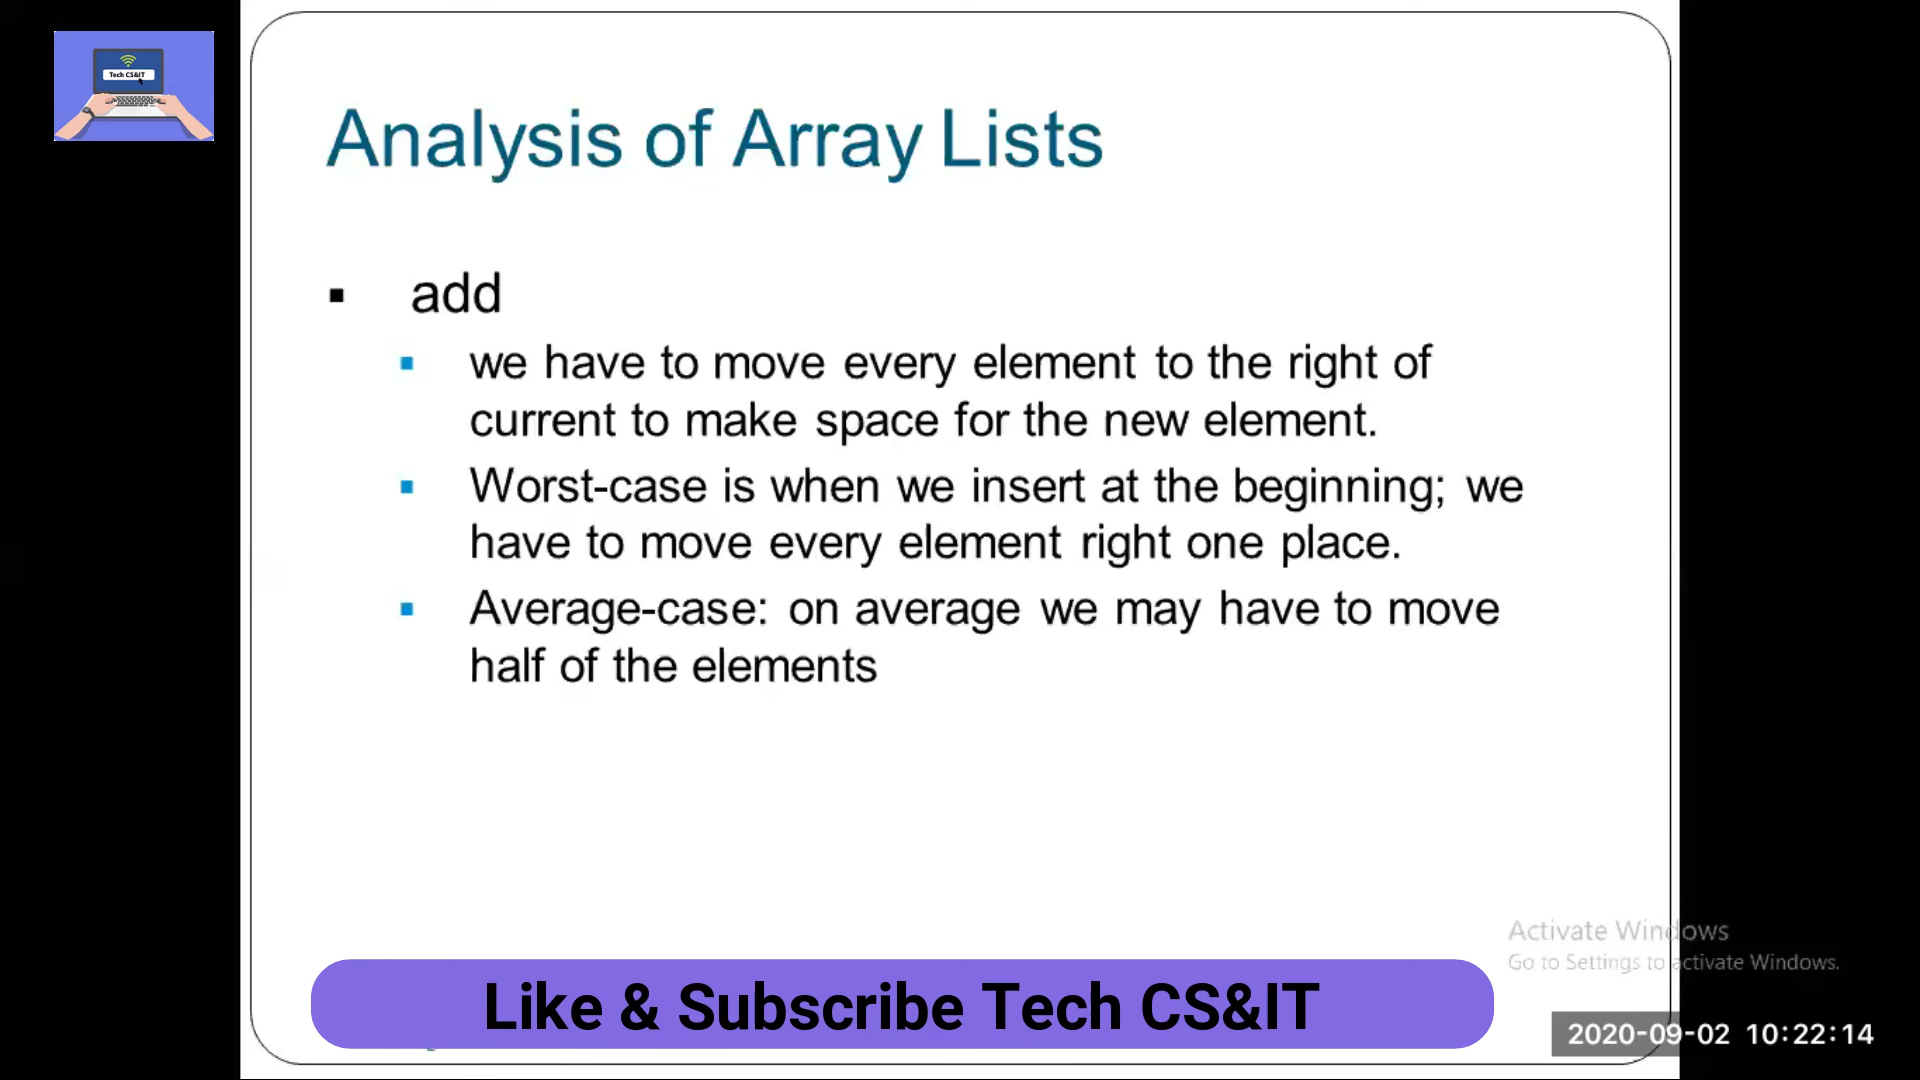 Tech CS&IT
Analysis of Array Lists
▪ add
▪ we have to move every element to the right of
current to make space for the new element.
▪ Worst-case is when we insert at the beginning; we
have to move every element right one place.
▪ Average-case: on average we may have to move
half of the elements
Activate Windows
Go to Settings to activate Windows.
Like & Subscribe Tech CS&IT
2020-09-02 10:22:14